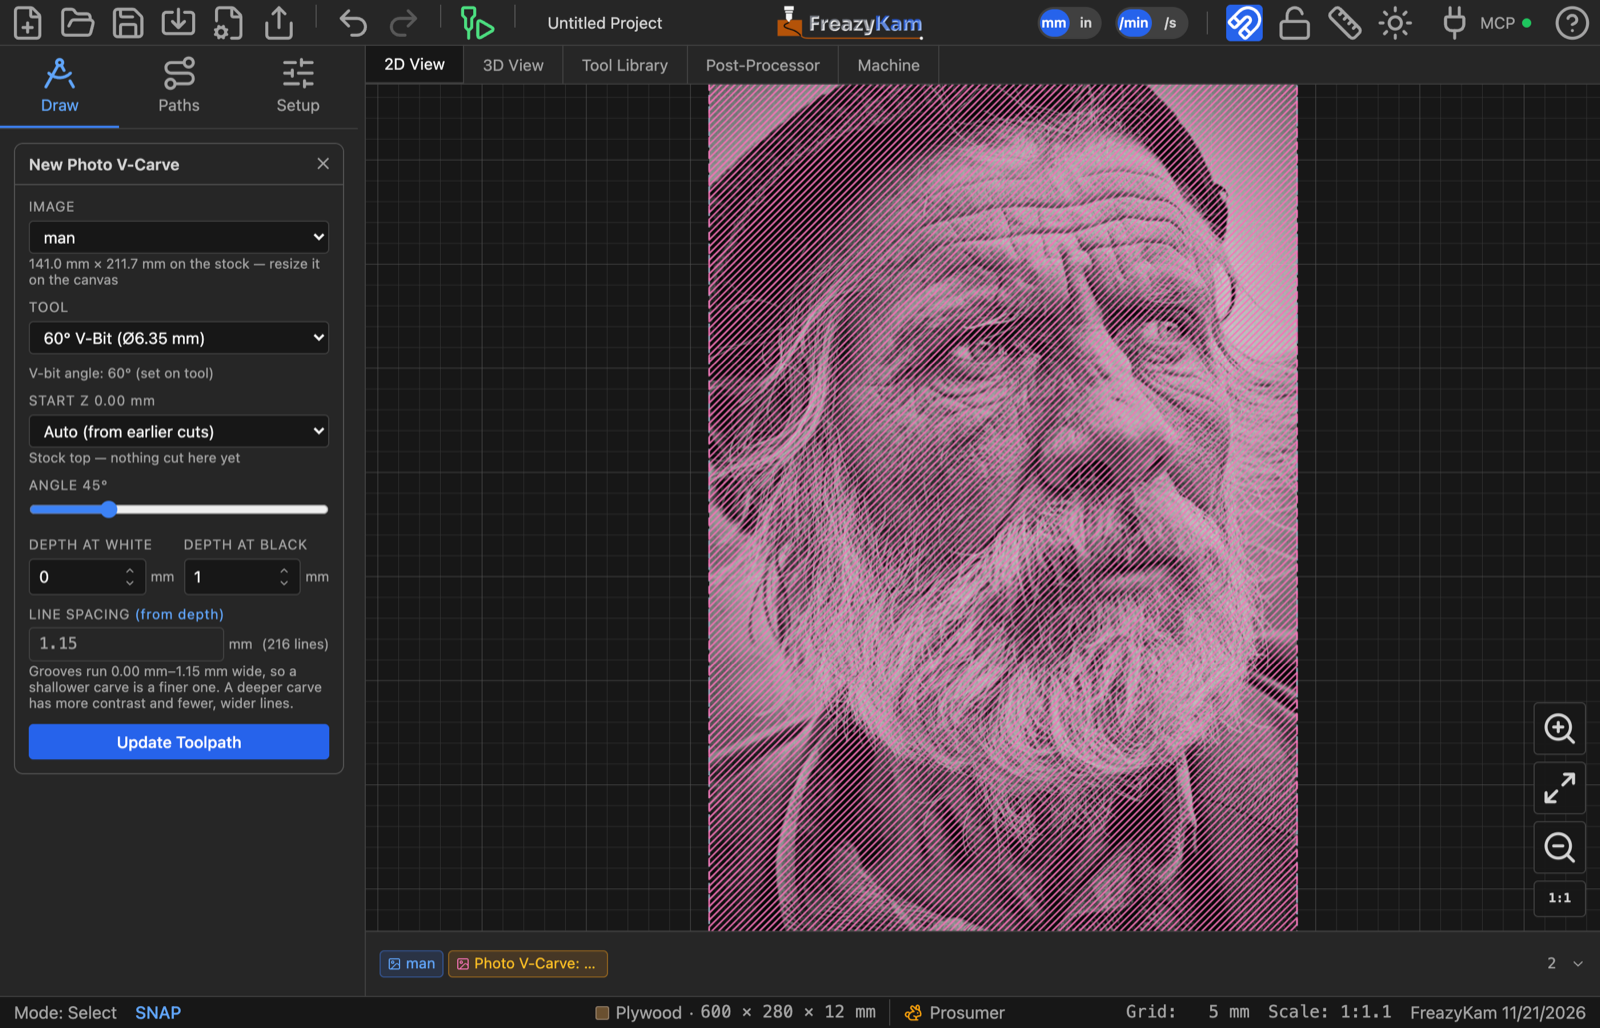 Untitled Project
FreazyKam
mm in
/min /s
MCP
Draw
Paths
Setup
2D View
3D View
Tool Library
Post-Processor
Machine
New Photo V-Carve
IMAGE
man
141.0 mm × 211.7 mm on the stock — resize it
on the canvas
TOOL
60° V-Bit (Ø6.35 mm)
V-bit angle: 60° (set on tool)
START Z 0.00 mm
Auto (from earlier cuts)
Stock top — nothing cut here yet
ANGLE 45°
DEPTH AT WHITE DEPTH AT BLACK
0 mm 1 mm
LINE SPACING (from depth)
1.15 mm (216 lines)
Grooves run 0.00 mm–1.15 mm wide, so a
shallower carve is a finer one. A deeper carve
has more contrast and fewer, wider lines.
Update Toolpath
1:1
man
Photo V-Carve: ...
2
Mode: Select SNAP
Plywood · 600 × 280 × 12 mm
Prosumer
Grid: 5 mm Scale: 1:1.1 FreazyKam 11/21/2026